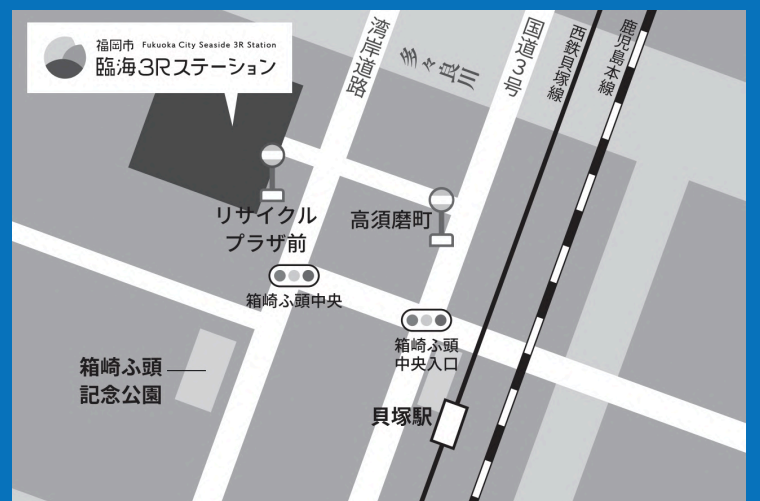 福岡市 Fukuoka City Seaside 3R Station
臨海3Rステーション
湾岸道路
多々良川
国道3号
西鉄貝塚線
鹿児島本線
リサイクル
プラザ前
高須磨町
箱崎ふ頭中央
箱崎ふ頭
中央入口
箱崎ふ頭
記念公園
貝塚駅